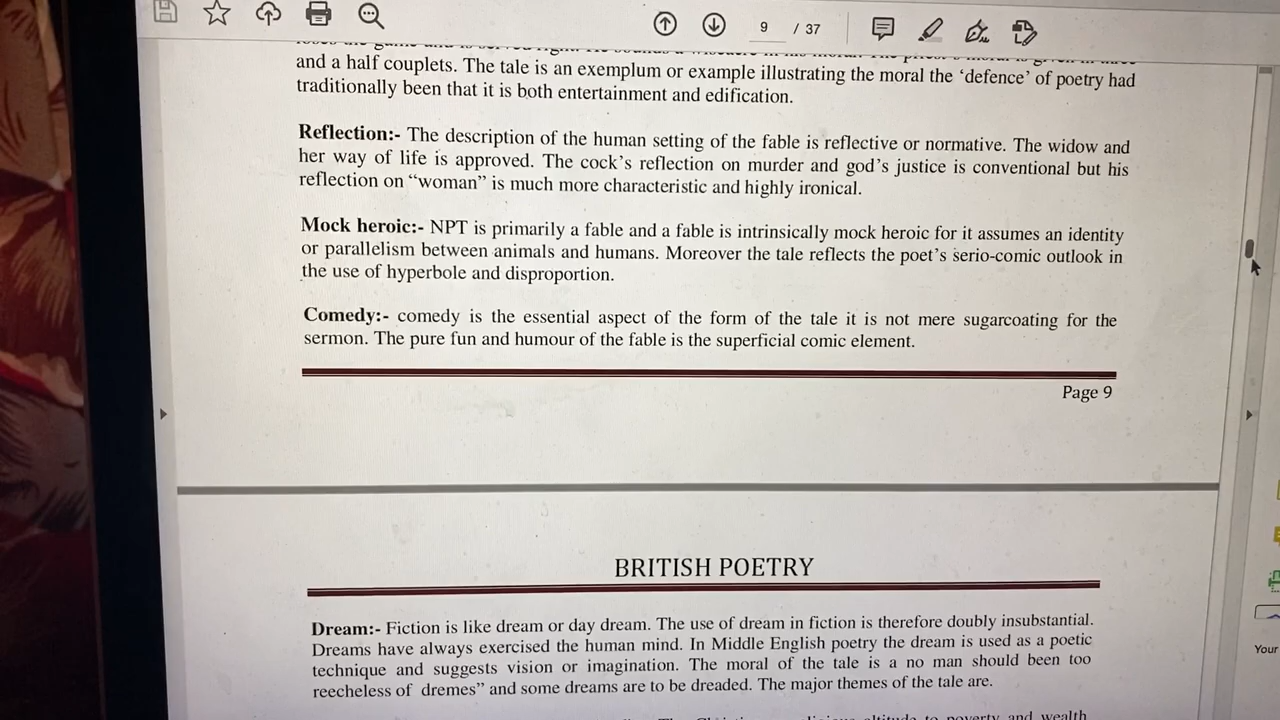 9 / 37
and a half couplets. The tale is an exemplum or example illustrating the moral the ‘defence’ of poetry had
traditionally been that it is both entertainment and edification.
Reflection:- The description of the human setting of the fable is reflective or normative. The widow and
her way of life is approved. The cock’s reflection on murder and god’s justice is conventional but his
reflection on “woman” is much more characteristic and highly ironical.
Mock heroic:- NPT is primarily a fable and a fable is intrinsically mock heroic for it assumes an identity
or parallelism between animals and humans. Moreover the tale reflects the poet’s serio-comic outlook in
the use of hyperbole and disproportion.
Comedy:- comedy is the essential aspect of the form of the tale it is not mere sugarcoating for the
sermon. The pure fun and humour of the fable is the superficial comic element.
Page 9
BRITISH POETRY
Dream:- Fiction is like dream or day dream. The use of dream in fiction is therefore doubly insubstantial.
Dreams have always exercised the human mind. In Middle English poetry the dream is used as a poetic
technique and suggests vision or imagination. The moral of the tale is a no man should been too
reecheless of dremes” and some dreams are to be dreaded. The major themes of the tale are.
to poverty and wealth
Your